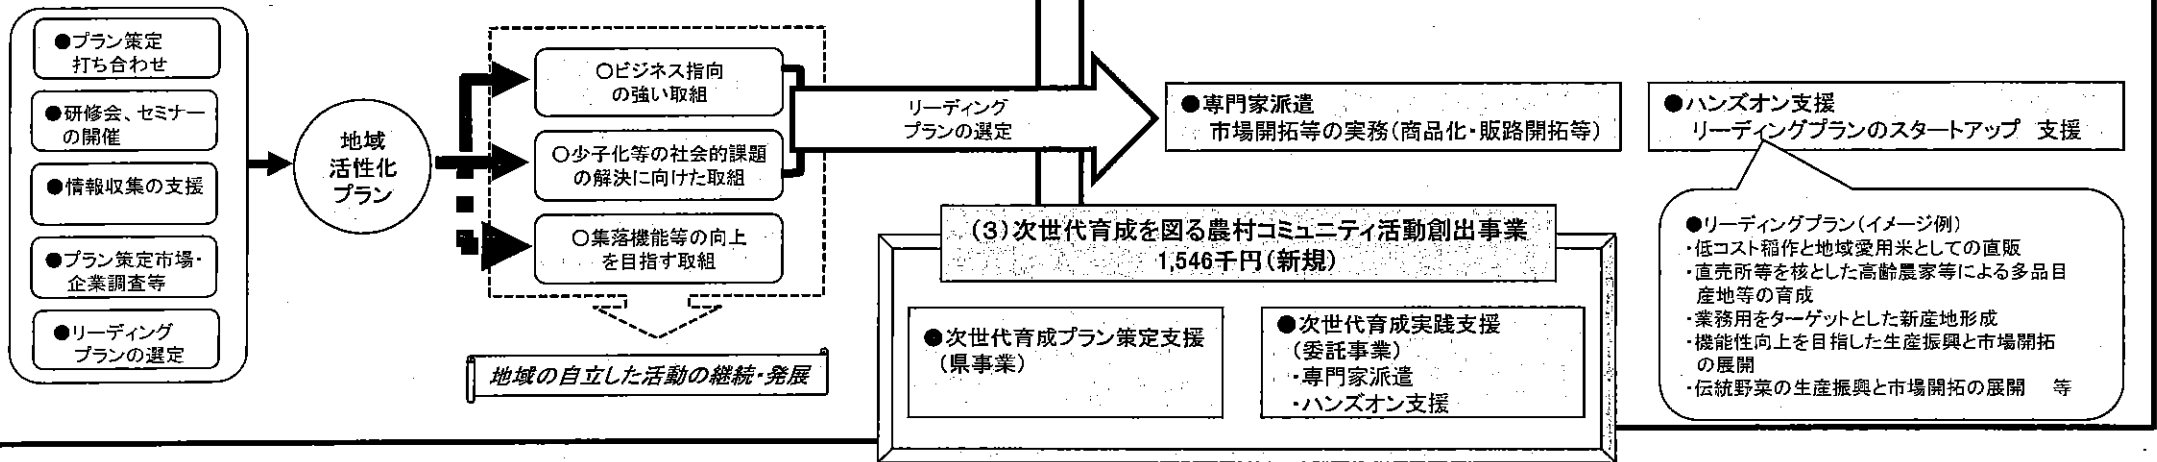 ●プラン策定
打ち合わせ
●研修会、セミナー
の開催
●情報収集の支援
●プラン策定市場・
企業調査等
●リーディング
プランの選定
地域
活性化
プラン
○ビジネス指向
の強い取組
○少子化等の社会的課題
の解決に向けた取組
○集落機能等の向上
を目指す取組
地域の自立した活動の継続・発展
リーディング
プランの選定
●専門家派遣
市場開拓等の実務(商品化・販路開拓等)
●ハンズオン支援
リーディングプランのスタートアップ 支援
●リーディングプラン(イメージ例)
・低コスト稲作と地域愛用米としての直販
・直売所等を核とした高齢農家等による多品目
産地等の育成
・業務用をターゲットとした新産地形成
・機能性向上を目指した生産振興と市場開拓
の展開
・伝統野菜の生産振興と市場開拓の展開 等
(3)次世代育成を図る農村コミュニティ活動創出事業
1,546千円(新規)
●次世代育成プラン策定支援
(県事業)
●次世代育成実践支援
(委託事業)
・専門家派遣
・ハンズオン支援